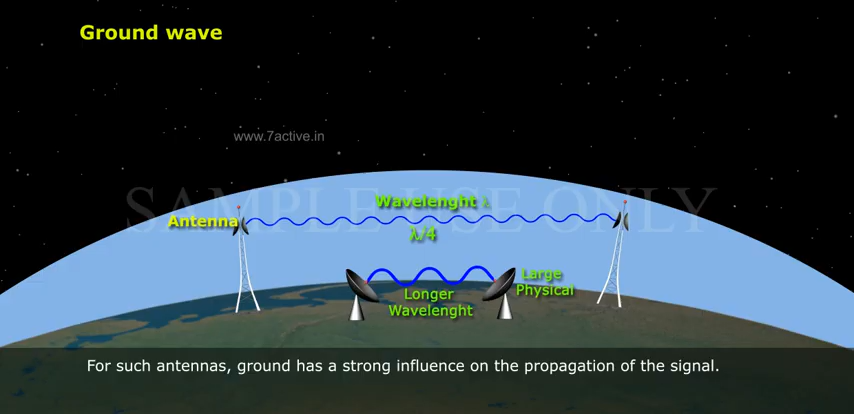 Ground wave
www.7active.in
SAMPLE USE ONLY
Wavelenght λ
Antenna
λ/4
Large
Physical
Longer
Wavelenght
For such antennas, ground has a strong influence on the propagation of the signal.